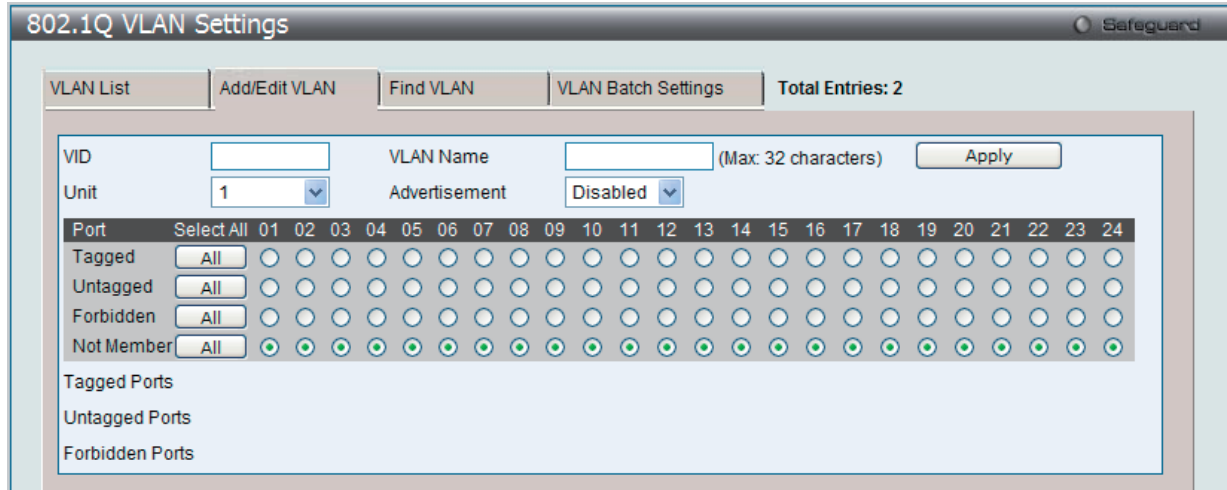 802.1Q VLAN Settings Safeguard
VLAN List Add/Edit VLAN Find VLAN VLAN Batch Settings Total Entries: 2
VID VLAN Name (Max: 32 characters) Apply
Unit 1 Advertisement Disabled
Port Select All 01 02 03 04 05 06 07 08 09 10 11 12 13 14 15 16 17 18 19 20 21 22 23 24
Tagged All
Untagged All
Forbidden All
Not Member All
Tagged Ports
Untagged Ports
Forbidden Ports